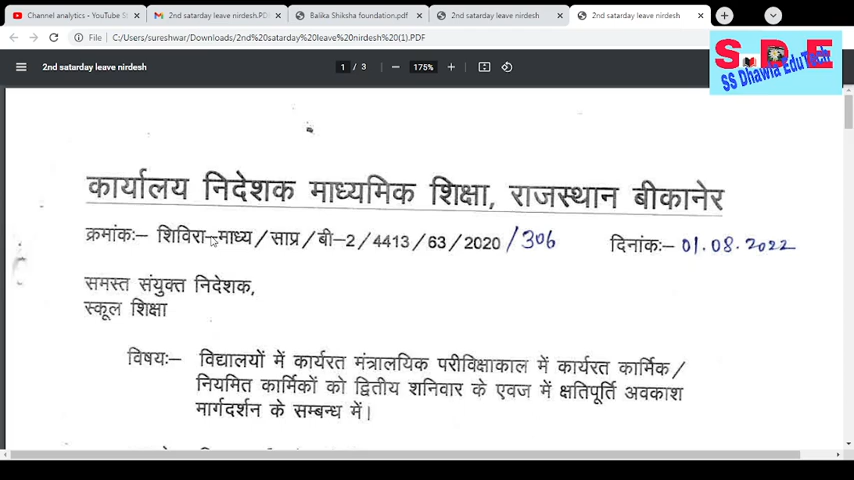 Channel analytics - YouTube S
2nd satarday leave nirdesh.PD
Balika Shiksha foundation.pdf
2nd satarday leave nirdesh
2nd satarday leave nirdesh
File
C:/Users/sureshwar/Downloads/2nd%20satarday%20leave%20nirdesh%20(1).PDF
S D E
SS Dhawla EduTech
2nd satarday leave nirdesh
1 / 3
175%
कार्यालय निदेशक माध्यमिक शिक्षा, राजस्थान बीकानेर
क्रमांकः- शिविरा-माध्य/साप्र/बी-2/4413/63/2020/306 दिनांकः- 01.08.2022
समस्त संयुक्त निदेशक,
स्कूल शिक्षा
विषयः- विद्यालयों में कार्यरत मंत्रालयिक परीविक्षाकाल में कार्यरत कार्मिक/
नियमित कार्मिकों को द्वितीय शनिवार के एवज में क्षतिपूर्ति अवकाश
मार्गदर्शन के सम्बन्ध में।